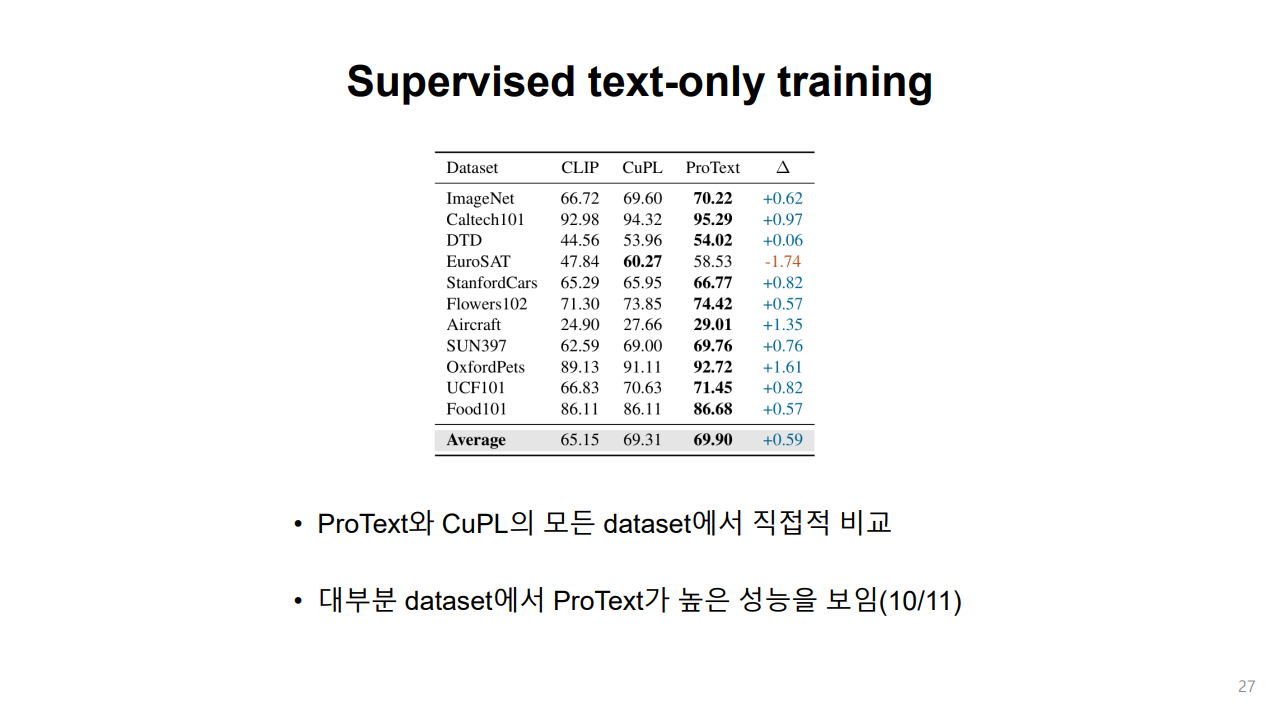 Supervised text-only training
Dataset CLIP CuPL ProText Δ
ImageNet 66.72 69.60 70.22 +0.62
Caltech101 92.98 94.32 95.29 +0.97
DTD 44.56 53.96 54.02 +0.06
EuroSAT 47.84 60.27 58.53 -1.74
StanfordCars 65.29 65.95 66.77 +0.82
Flowers102 71.30 73.85 74.42 +0.57
Aircraft 24.90 27.66 29.01 +1.35
SUN397 62.59 69.00 69.76 +0.76
OxfordPets 89.13 91.11 92.72 +1.61
UCF101 66.83 70.63 71.45 +0.82
Food101 86.11 86.11 86.68 +0.57
Average 65.15 69.31 69.90 +0.59
• ProText와 CuPL의 모든 dataset에서 직접적 비교
• 대부분 dataset에서 ProText가 높은 성능을 보임(10/11)
27